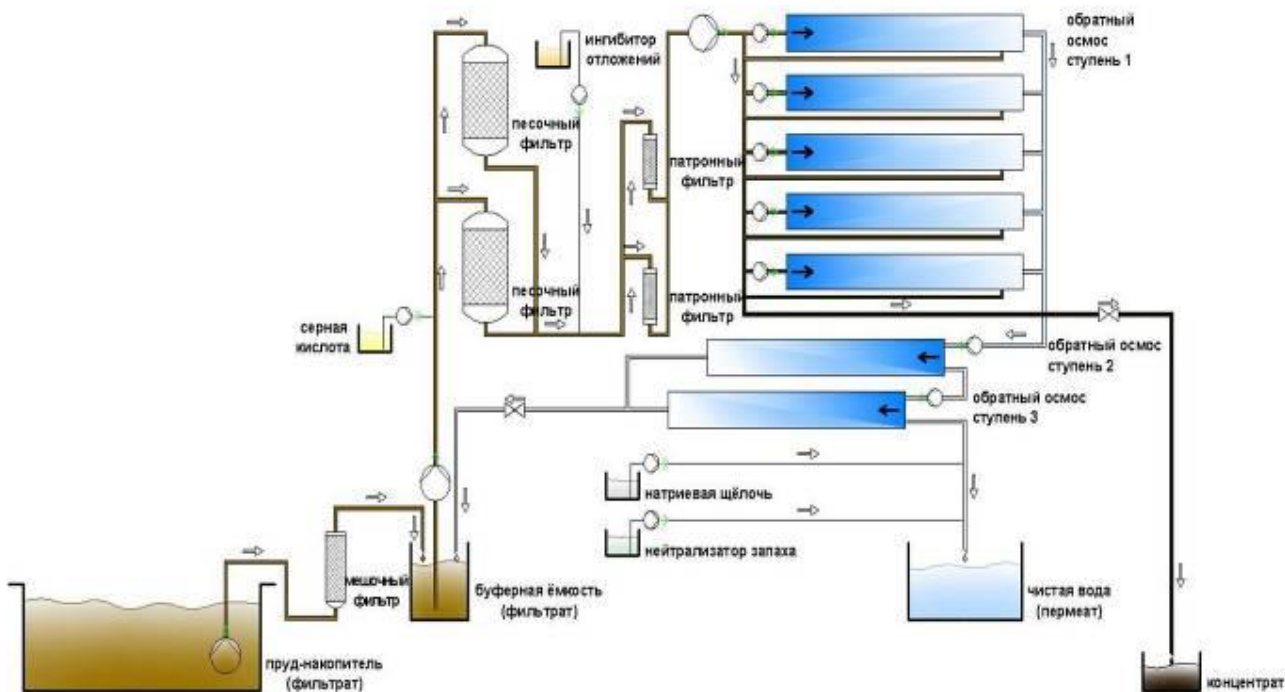 обратный
осмос
ступень 1
ингибитор
отложений
песочный
фильтр
патронный
фильтр
песочный
фильтр
патронный
фильтр
серная
кислота
обратный осмос
ступень 2
обратный осмос
ступень 3
натриевая щёлочь
нейтрализатор запаха
мешочный
фильтр
буферная ёмкость
(фильтрат)
чистая вода
(пермеат)
пруд-накопитель
(фильтрат)
концентрат